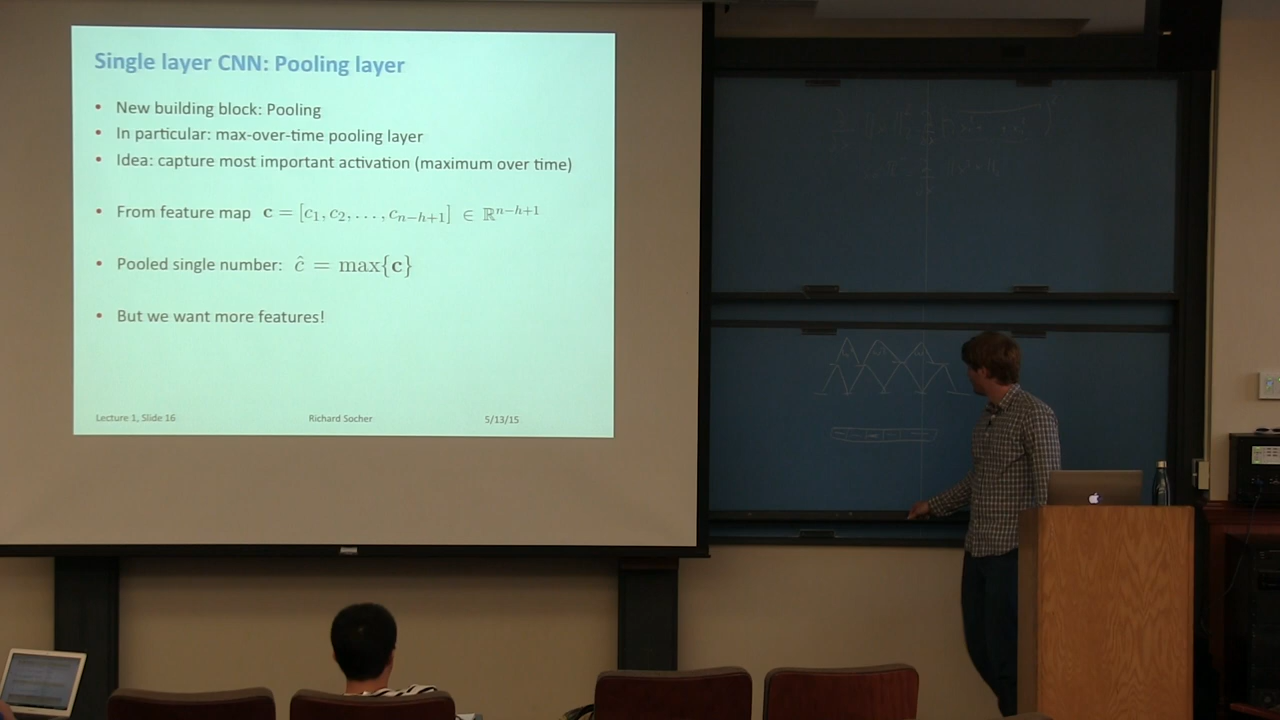 Single layer CNN: Pooling layer
• New building block: Pooling
• In particular: max-over-time pooling layer
• Idea: capture most important activation (maximum over time)
• From feature map c = [c₁, c₂, . . . , cₙ₋ₕ₊₁] ∈ ℝⁿ⁻ʰ⁺¹
• Pooled single number: ĉ = max{c}
• But we want more features!
Lecture 1, Slide 16 Richard Socher 5/13/15